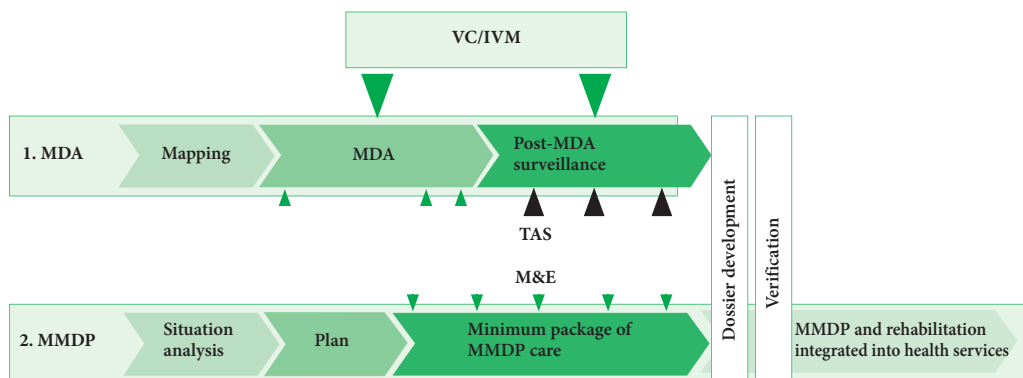 VC/IVM
1. MDA
Mapping
MDA
Post-MDA
surveillance
TAS
M&E
Dossier development
Verification
2. MMDP
Situation
analysis
Plan
Minimum package of
MMDP care
MMDP and rehabilitation
integrated into health services